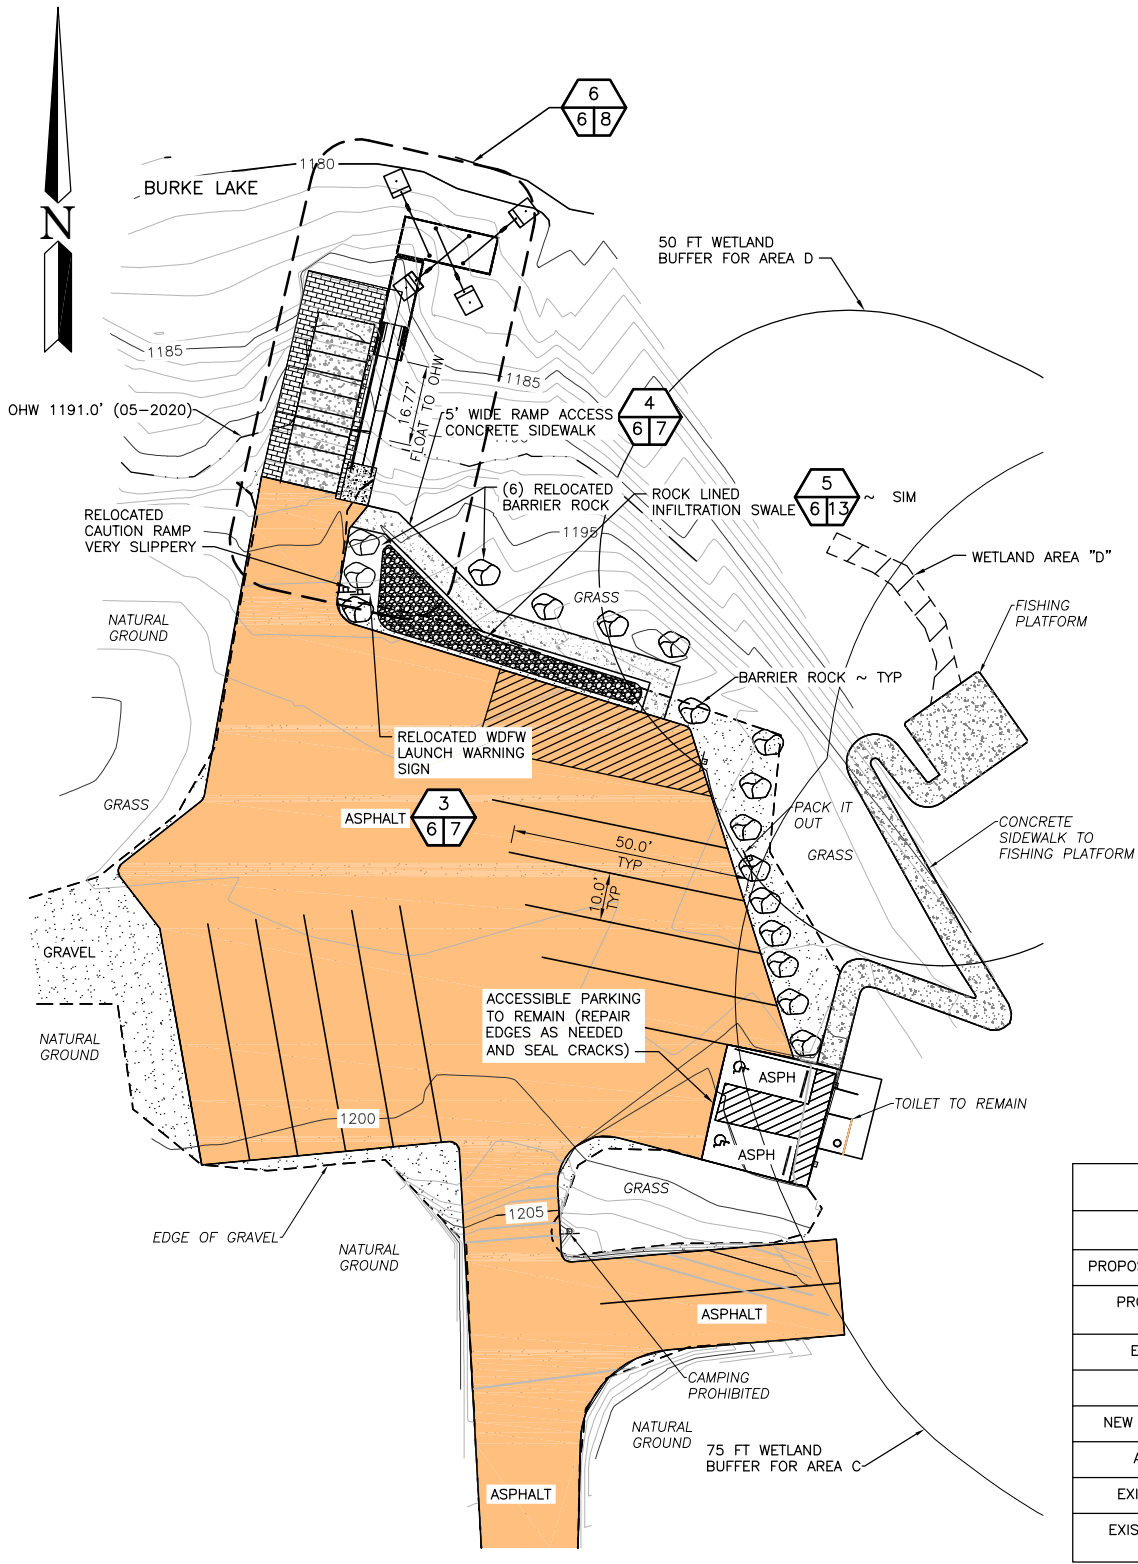 6
6 8
1180
BURKE LAKE
N
50 FT WETLAND
BUFFER FOR AREA D
1185
1185
OHW 1191.0' (05-2020)
16.77'
FLOAT TO OHW
5' WIDE RAMP ACCESS
CONCRETE SIDEWALK
4
6 7
(6) RELOCATED
BARRIER ROCK
ROCK LINED
INFILTRATION SWALE
5
6 13
~ SIM
RELOCATED
CAUTION RAMP
VERY SLIPPERY
1195
WETLAND AREA "D"
GRASS
FISHING
PLATFORM
NATURAL
GROUND
BARRIER ROCK ~ TYP
RELOCATED WDFW
LAUNCH WARNING
SIGN
GRASS
ASPHALT
3
6 7
PACK IT
OUT
GRASS
CONCRETE
SIDEWALK TO
FISHING PLATFORM
50.0'
TYP
10.0'
TYP
GRAVEL
ACCESSIBLE PARKING
TO REMAIN (REPAIR
EDGES AS NEEDED
AND SEAL CRACKS)
NATURAL
GROUND
ASPH
TOILET TO REMAIN
1200
ASPH
GRASS
1205
EDGE OF GRAVEL
NATURAL
GROUND
PROPOS
PRO
ASPHALT
E
CAMPING
PROHIBITED
NEW
NATURAL
GROUND
75 FT WETLAND
BUFFER FOR AREA C
A
EXI
ASPHALT
EXIS